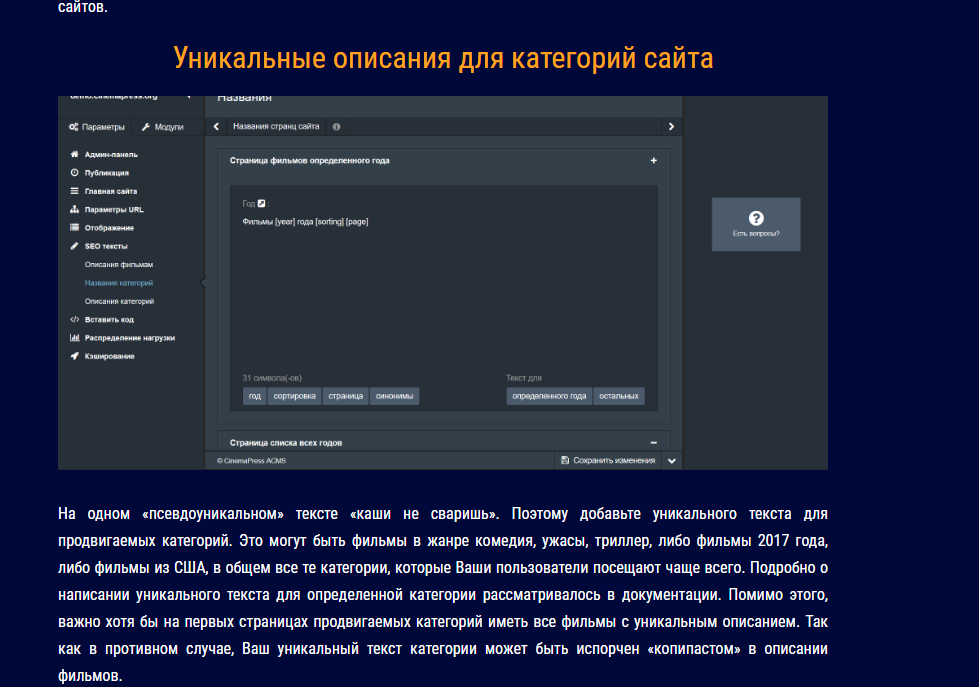 сайтов.
Уникальные описания для категорий сайта
demo.cinemapress.org
Названия
Параметры
Модули
Названия странц сайта
Админ-панель
Публикация
Главная сайта
Параметры URL
Отображение
SEO тексты
Описания фильмам
Названия категорий
Описания категорий
Вставить код
Распределение нагрузки
Кэширование
Страница фильмов определенного года
Год :
Фильмы [year] года [sorting] [page]
31 символа(-ов)
Текст для
год сортировка страница синонимы
определенного года остальных
Страница списка всех годов
© CinemaPress ACMS
Сохранить изменения
Есть вопросы?
На одном «псевдоуникальном» тексте «каши не сваришь». Поэтому добавьте уникального текста для
продвигаемых категорий. Это могут быть фильмы в жанре комедия, ужасы, триллер, либо фильмы 2017 года,
либо фильмы из США, в общем все те категории, которые Ваши пользователи посещают чаще всего. Подробно о
написании уникального текста для определенной категории рассматривалось в документации. Помимо этого,
важно хотя бы на первых страницах продвигаемых категорий иметь все фильмы с уникальным описанием. Так
как в противном случае, Ваш уникальный текст категории может быть испорчен «копипастом» в описании
фильмов.